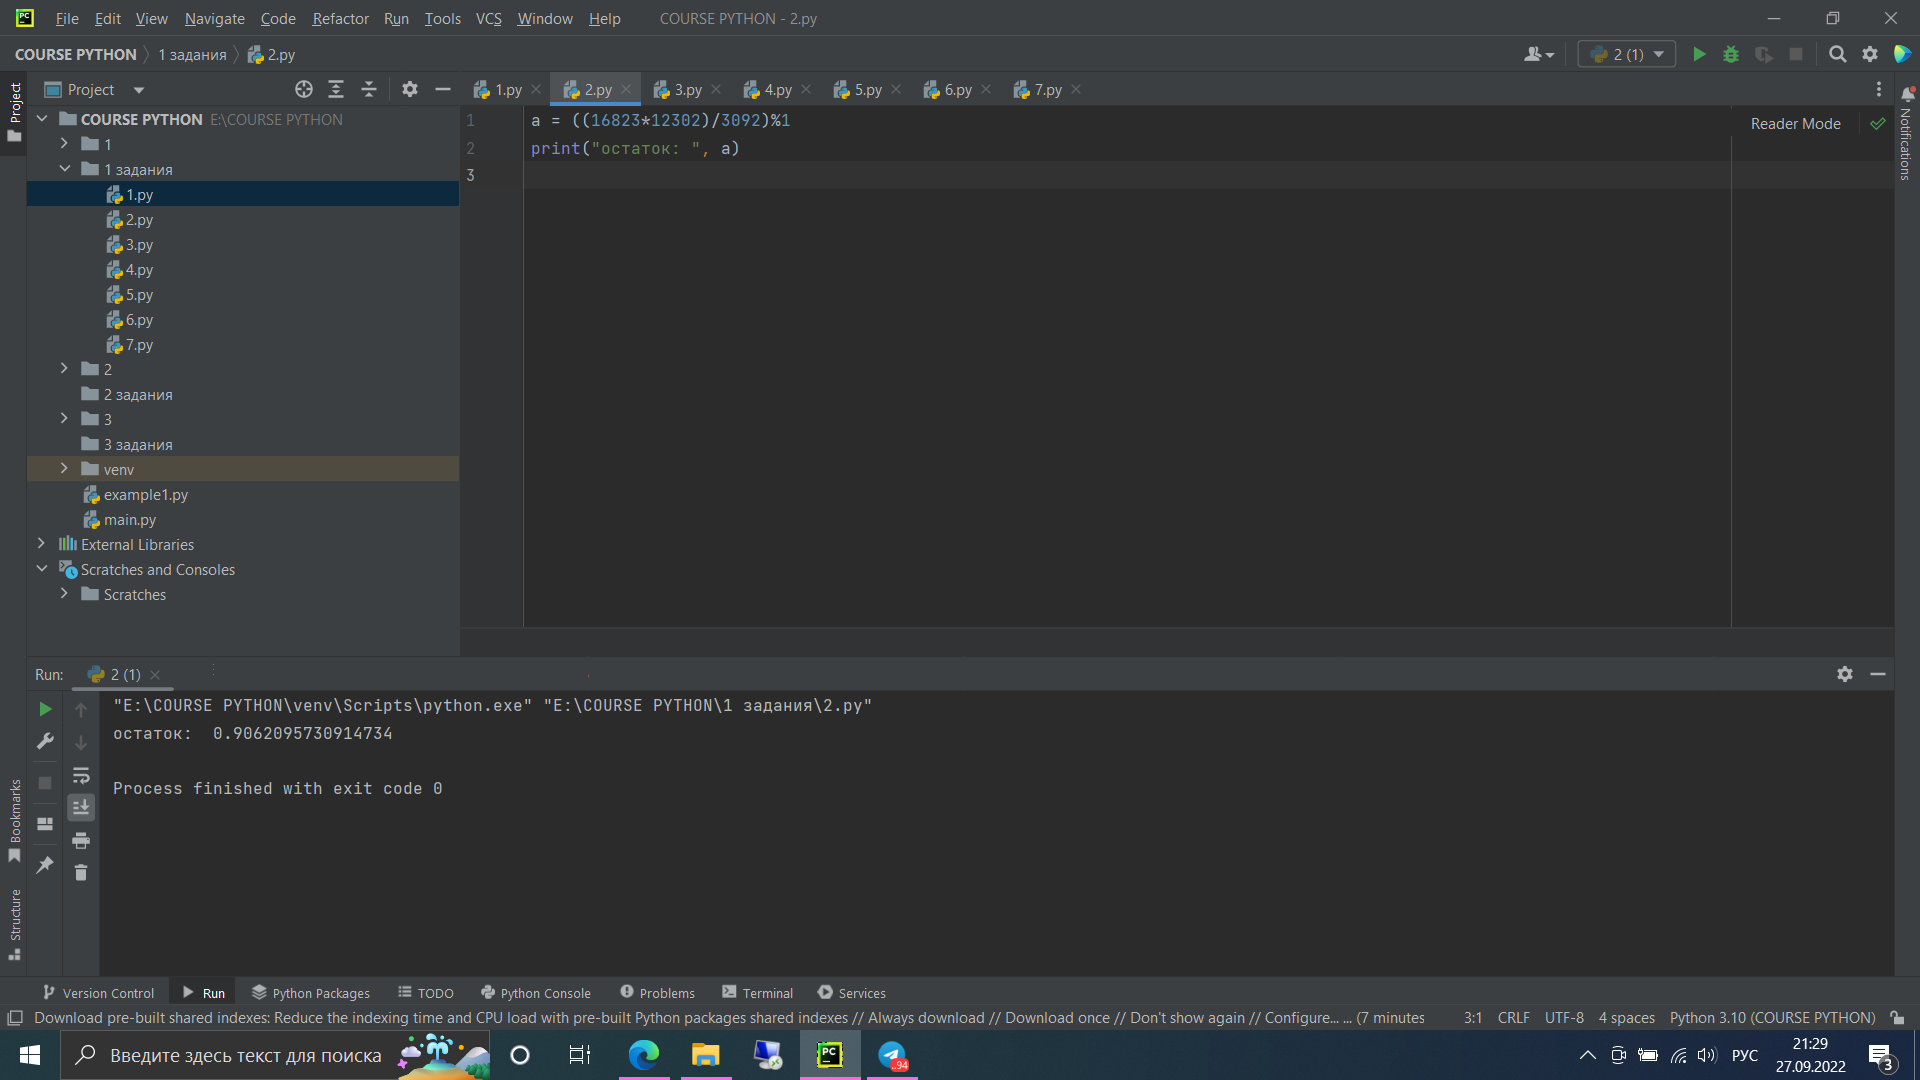 File Edit View Navigate Code Refactor Run Tools VCS Window Help COURSE PYTHON - 2.py
COURSE PYTHON 1 задания 2.py
2 (1)
Project
Project
1.py 2.py 3.py 4.py 5.py 6.py 7.py
Notifications
COURSE PYTHON E:\COURSE PYTHON
1
1 задания
1.py
2.py
3.py
4.py
5.py
6.py
7.py
2
2 задания
3
3 задания
venv
example1.py
main.py
External Libraries
Scratches and Consoles
Scratches
1 a = ((16823*12302)/3092)%1
2 print("остаток: ", a)
3
Reader Mode
Run: 2 (1)
"E:\COURSE PYTHON\venv\Scripts\python.exe" "E:\COURSE PYTHON\1 задания\2.py"
остаток:  0.9062095730914734
Process finished with exit code 0
Bookmarks
Structure
Version Control Run Python Packages TODO Python Console Problems Terminal Services
Download pre-built shared indexes: Reduce the indexing time and CPU load with pre-built Python packages shared indexes // Always download // Download once // Don't show again // Configure... ... (7 minutes 3:1 CRLF UTF-8 4 spaces Python 3.10 (COURSE PYTHON)
Введите здесь текст для поиска
PC
..94
РУС
21:29
27.09.2022
3